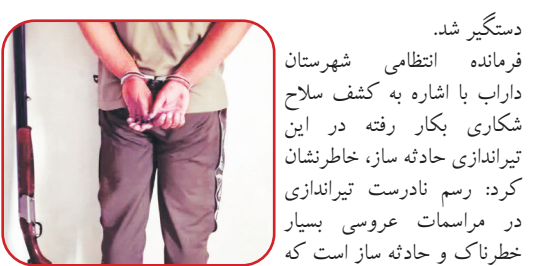 دستگیر شد.
فرمانده انتظامی شهرستان
داراب با اشاره به کشف سلاح
شکاری بکار رفته در این
تیراندازی حادثه ساز، خاطرنشان
کرد: رسم نادرست تیراندازی
در مراسمات عروسی بسیار
خطرناک و حادثه ساز است که